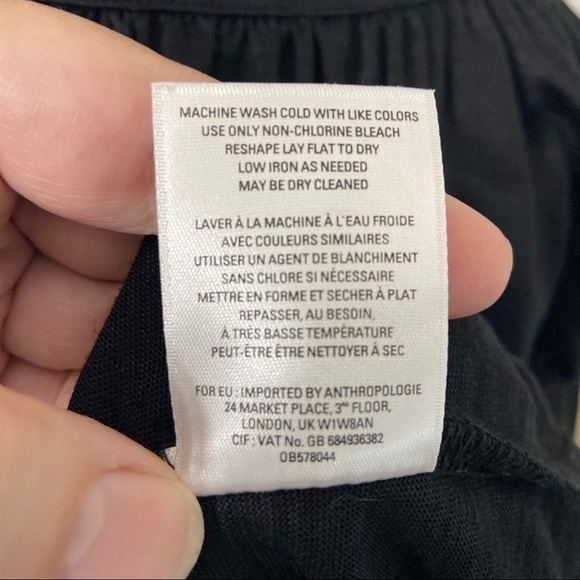 MACHINE WASH COLD WITH LIKE COLORS
USE ONLY NON-CHLORINE BLEACH
RESHAPE LAY FLAT TO DRY
LOW IRON AS NEEDED
MAY BE DRY CLEANED
LAVER À LA MACHINE À L'EAU FROIDE
AVEC COULEURS SIMILAIRES
UTILISER UN AGENT DE BLANCHIMENT
SANS CHLORE SI NÉCESSAIRE
METTRE EN FORME ET SECHER À PLAT
REPASSER, AU BESOIN,
À TRÈS BASSE TEMPÉRATURE
PEUT-ÊTRE ÊTRE NETTOYER À SEC
FOR EU : IMPORTED BY ANTHROPOLOGIE
24 MARKET PLACE, 3RD FLOOR,
LONDON, UK W1W8AN
CIF : VAT No. GB 684936382
OB578044